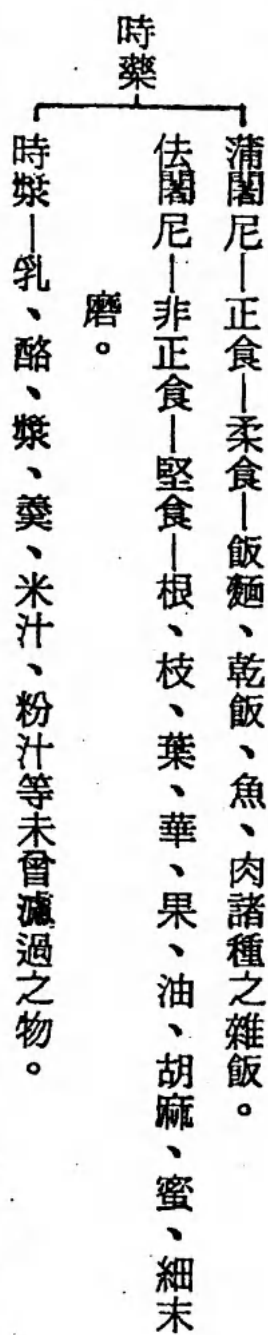 時藥
蒲闍尼—正食—柔食—飯麵、乾飯、魚、肉諸種之雜飯。
佉闍尼—非正食—堅食—根、枝、葉、華、果、油、胡麻、蜜、細末
磨。
時漿—乳、酪、漿、羹、米汁、粉汁等未曾濾過之物。